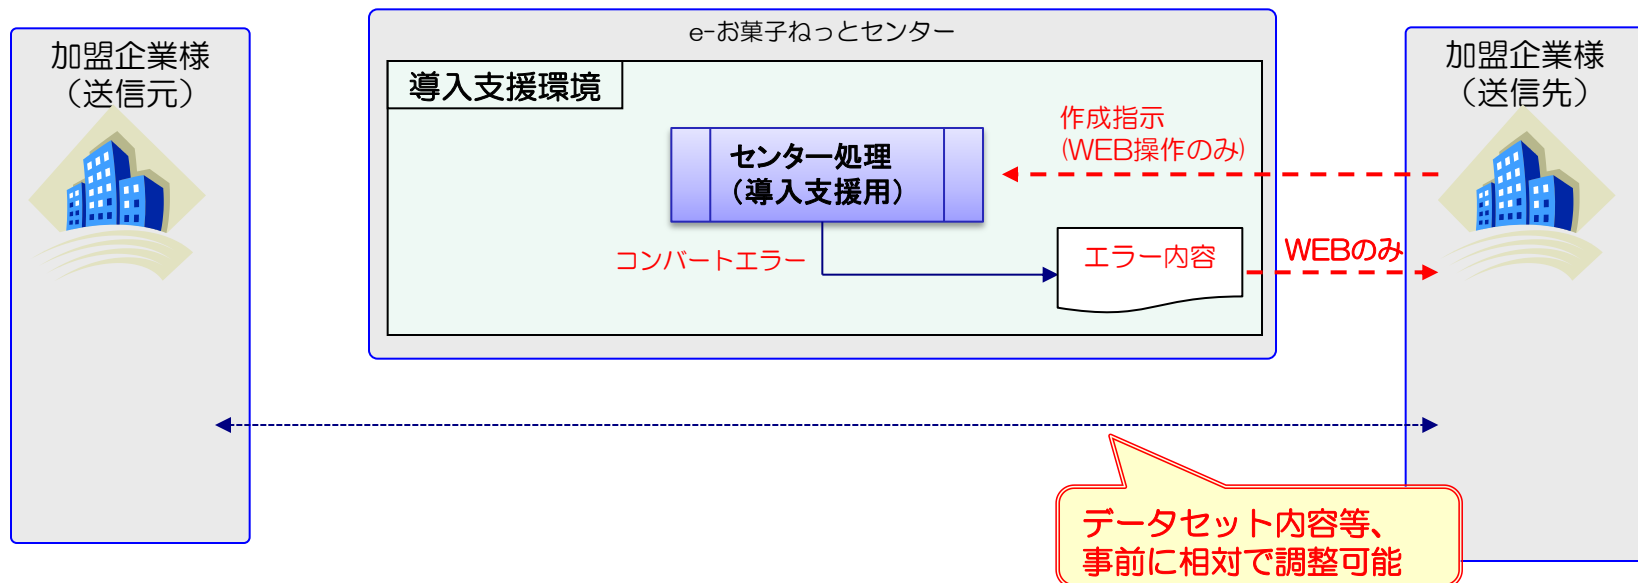 加盟企業様
（送信元）
e-お菓子ねっとセンター
導入支援環境
センター処理
（導入支援用）
コンバートエラー
エラー内容
作成指示
(WEB操作のみ)
WEBのみ
加盟企業様
（送信先）
データセット内容等、
事前に相対で調整可能